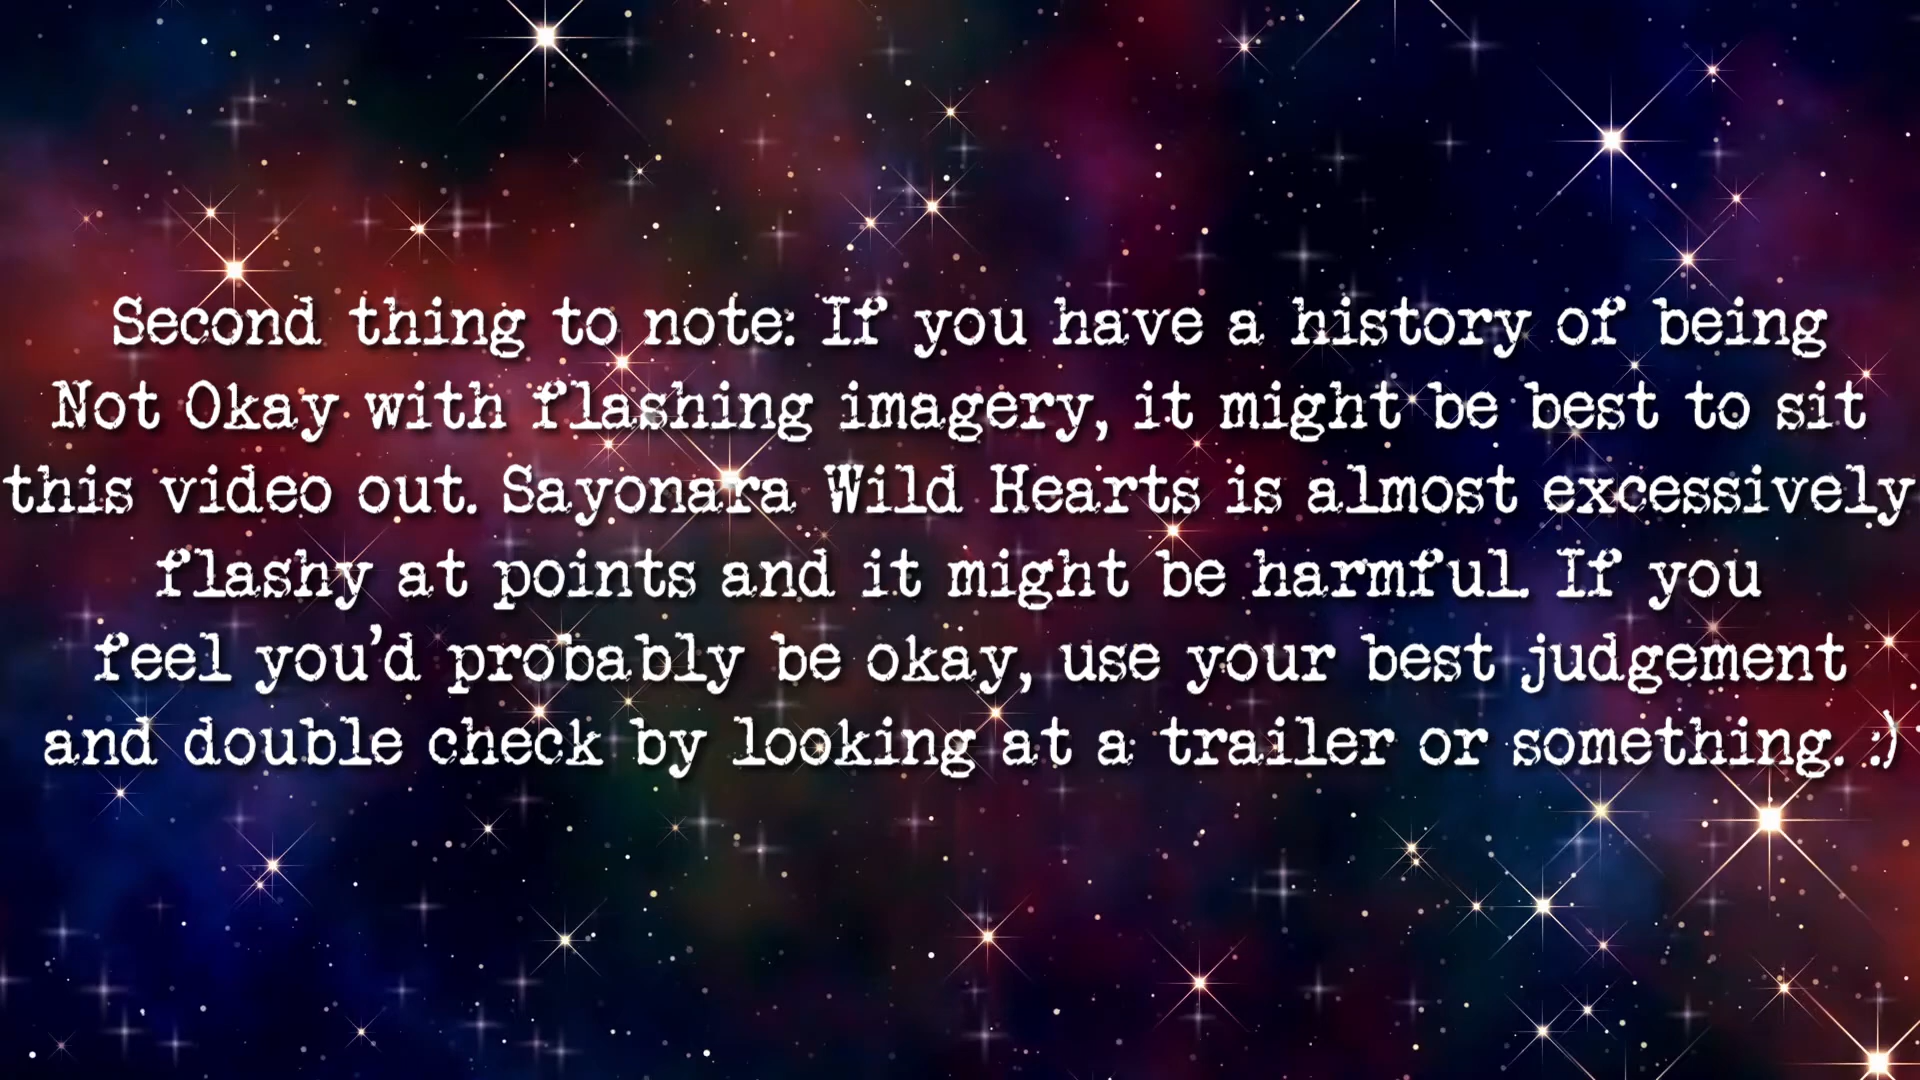 Second thing to note: If you have a history of being
Not Okay with flashing imagery, it might be best to sit
this video out. Sayonara Wild Hearts is almost excessively
flashy at points and it might be harmful. If you
feel you'd probably be okay, use your best judgement
and double check by looking at a trailer or something. :)